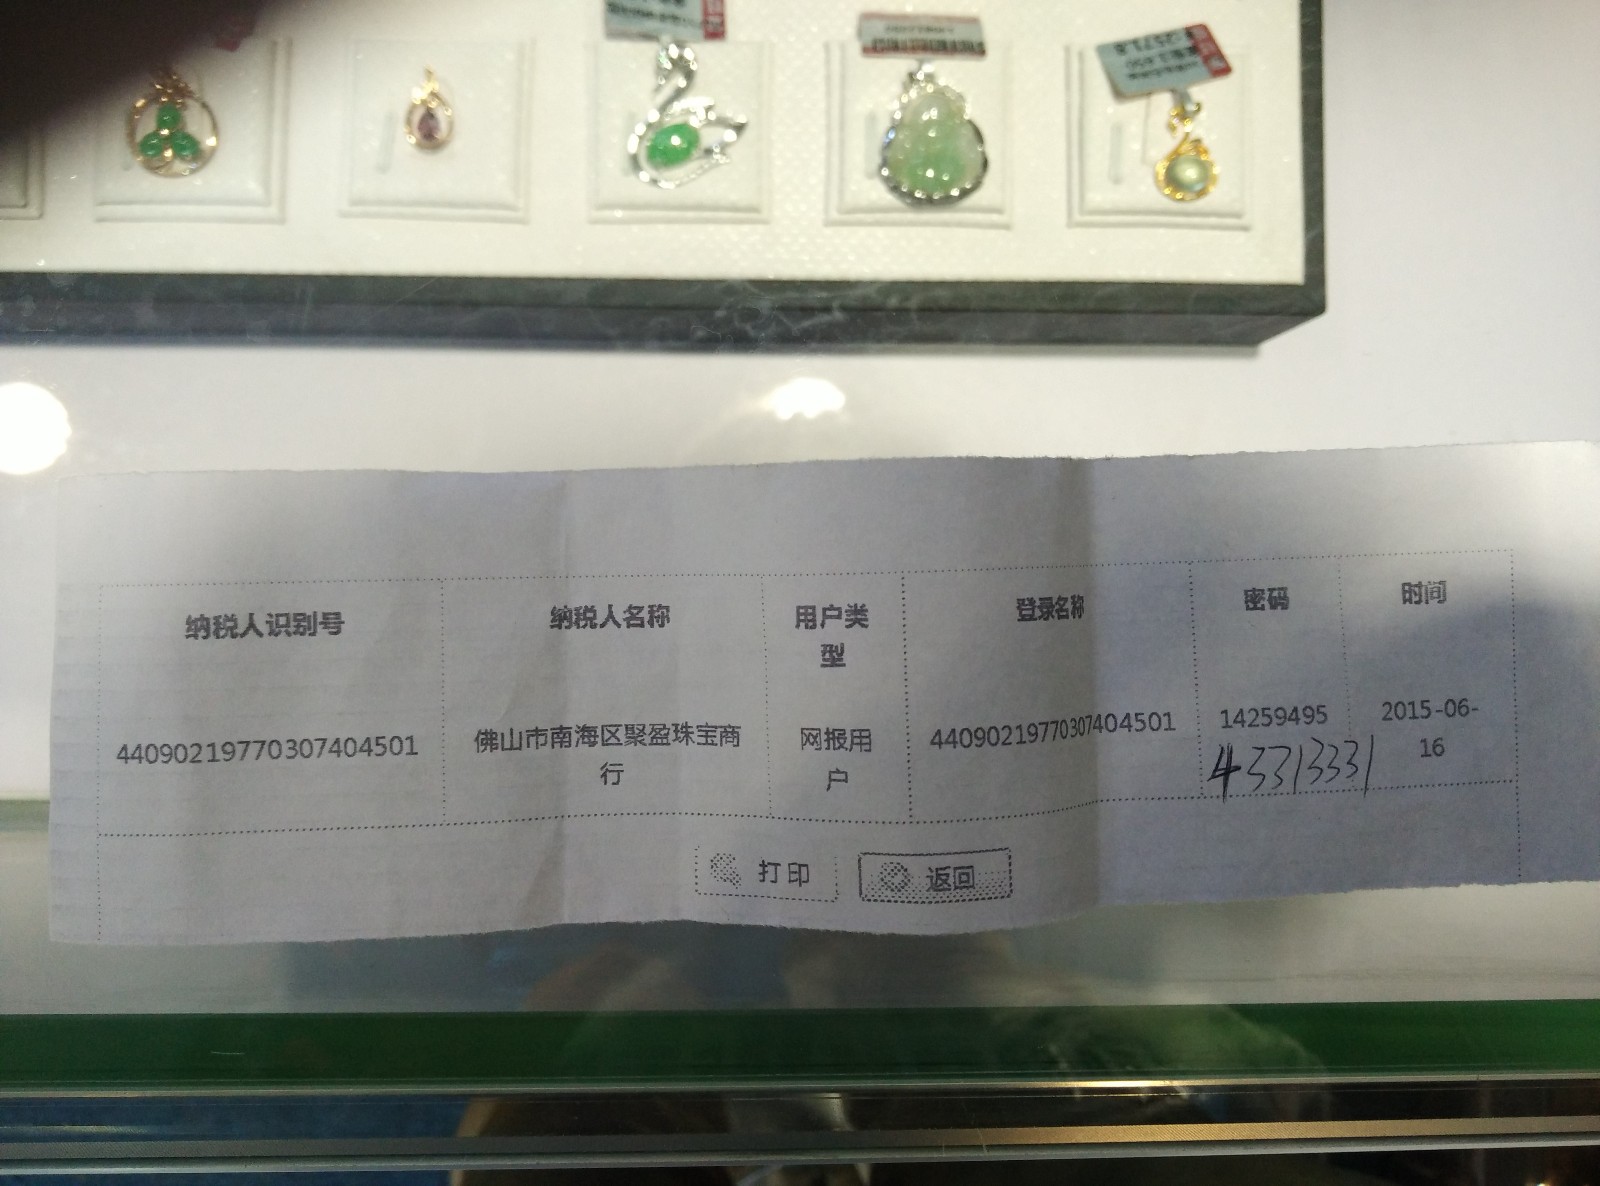 纳税人识别号
纳税人名称
用户类
型
登录名称
密码
时间
44090219770307404501
佛山市南海区聚盈珠宝商
行
网报用
户
44090219770307404501
14259495
43313331
2015-06-
16
打印
返回